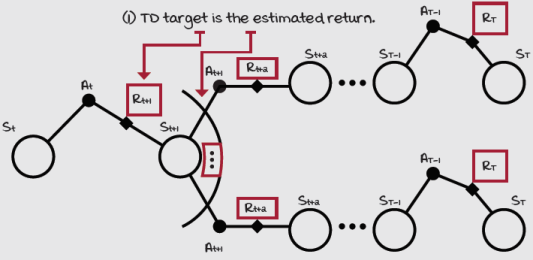 (1) TD target is the estimated return.
AT-1
RT
At+1
Rt+2
St+2
ST-1
ST
At
Rt+1
St
St+1
AT-1
RT
Rt+2
St+2
ST-1
ST
At+1